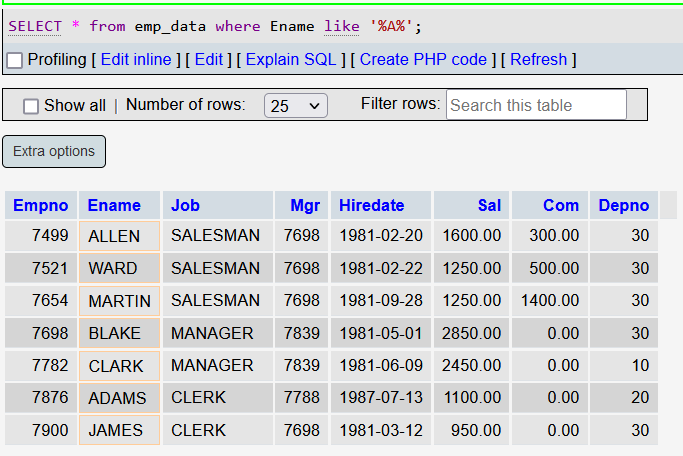 SELECT * from emp_data where Ename like '%A%';
Profiling [ Edit inline ] [ Edit ] [ Explain SQL ] [ Create PHP code ] [ Refresh ]
Show all | Number of rows: 25 Filter rows: Search this table
Extra options
Empno Ename Job Mgr Hiredate Sal Com Depno
7499 ALLEN SALESMAN 7698 1981-02-20 1600.00 300.00 30
7521 WARD SALESMAN 7698 1981-02-22 1250.00 500.00 30
7654 MARTIN SALESMAN 7698 1981-09-28 1250.00 1400.00 30
7698 BLAKE MANAGER 7839 1981-05-01 2850.00 0.00 30
7782 CLARK MANAGER 7839 1981-06-09 2450.00 0.00 10
7876 ADAMS CLERK 7788 1987-07-13 1100.00 0.00 20
7900 JAMES CLERK 7698 1981-03-12 950.00 0.00 30